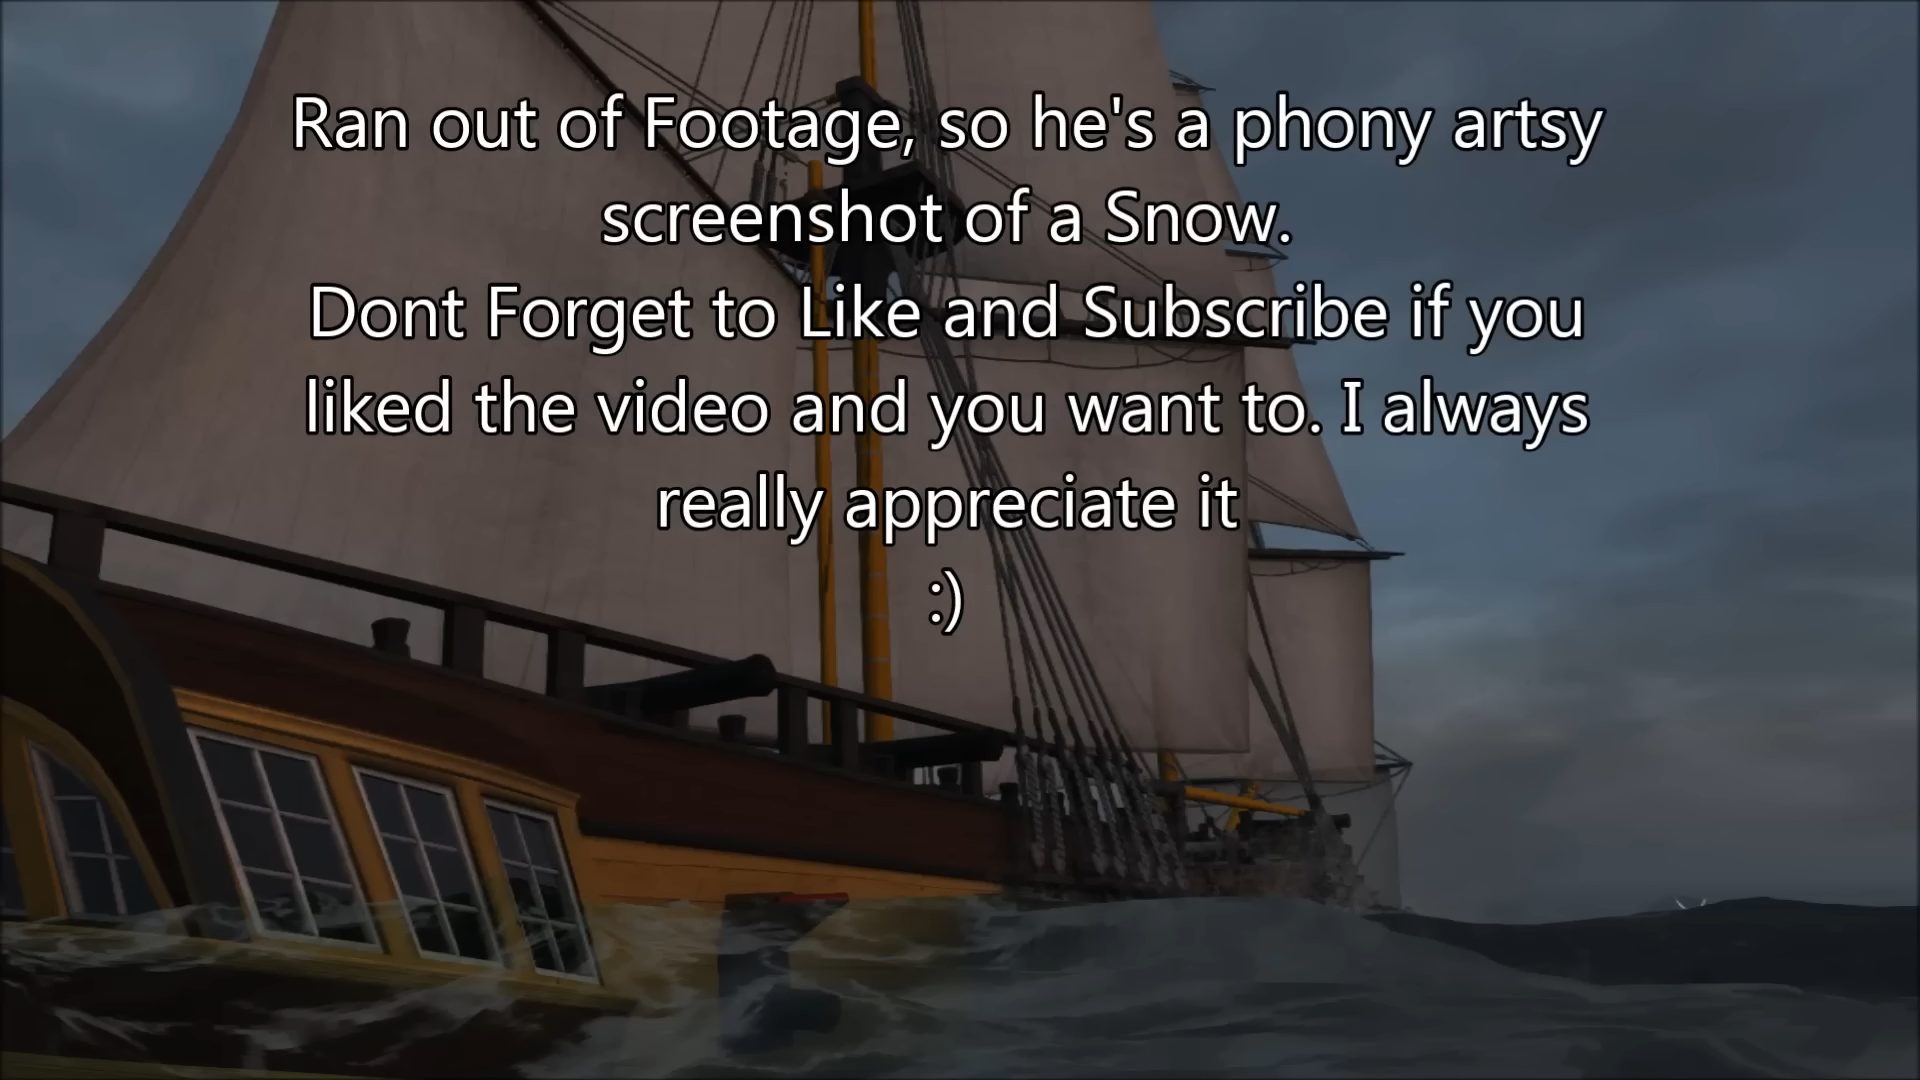 Ran out of Footage, so he's a phony artsy
screenshot of a Snow.
Dont Forget to Like and Subscribe if you
liked the video and you want to. I always
really appreciate it
:)